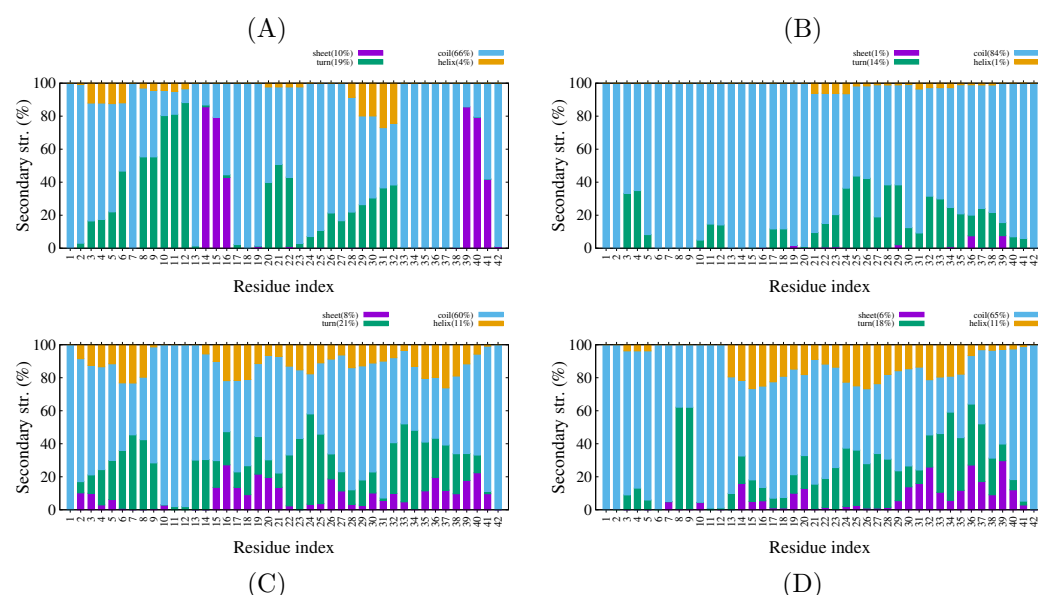 (A)
(B)
sheet(10%) coil(66%)
turn(19%) helix(4%)
100
80
60
40
20
0
Secondary str. (%)
1 2 3 4 5 6 7 8 9 10 11 12 13 14 15 16 17 18 19 20 21 22 23 24 25 26 27 28 29 30 31 32 33 34 35 36 37 38 39 40 41 42
Residue index
sheet(1%) coil(84%)
turn(14%) helix(1%)
100
80
60
40
20
0
Secondary str. (%)
1 2 3 4 5 6 7 8 9 10 11 12 13 14 15 16 17 18 19 20 21 22 23 24 25 26 27 28 29 30 31 32 33 34 35 36 37 38 39 40 41 42
Residue index
sheet(8%) coil(60%)
turn(21%) helix(11%)
100
80
60
40
20
0
Secondary str. (%)
1 2 3 4 5 6 7 8 9 10 11 12 13 14 15 16 17 18 19 20 21 22 23 24 25 26 27 28 29 30 31 32 33 34 35 36 37 38 39 40 41 42
Residue index
sheet(6%) coil(65%)
turn(18%) helix(11%)
100
80
60
40
20
0
Secondary str. (%)
1 2 3 4 5 6 7 8 9 10 11 12 13 14 15 16 17 18 19 20 21 22 23 24 25 26 27 28 29 30 31 32 33 34 35 36 37 38 39 40 41 42
Residue index
(C)
(D)